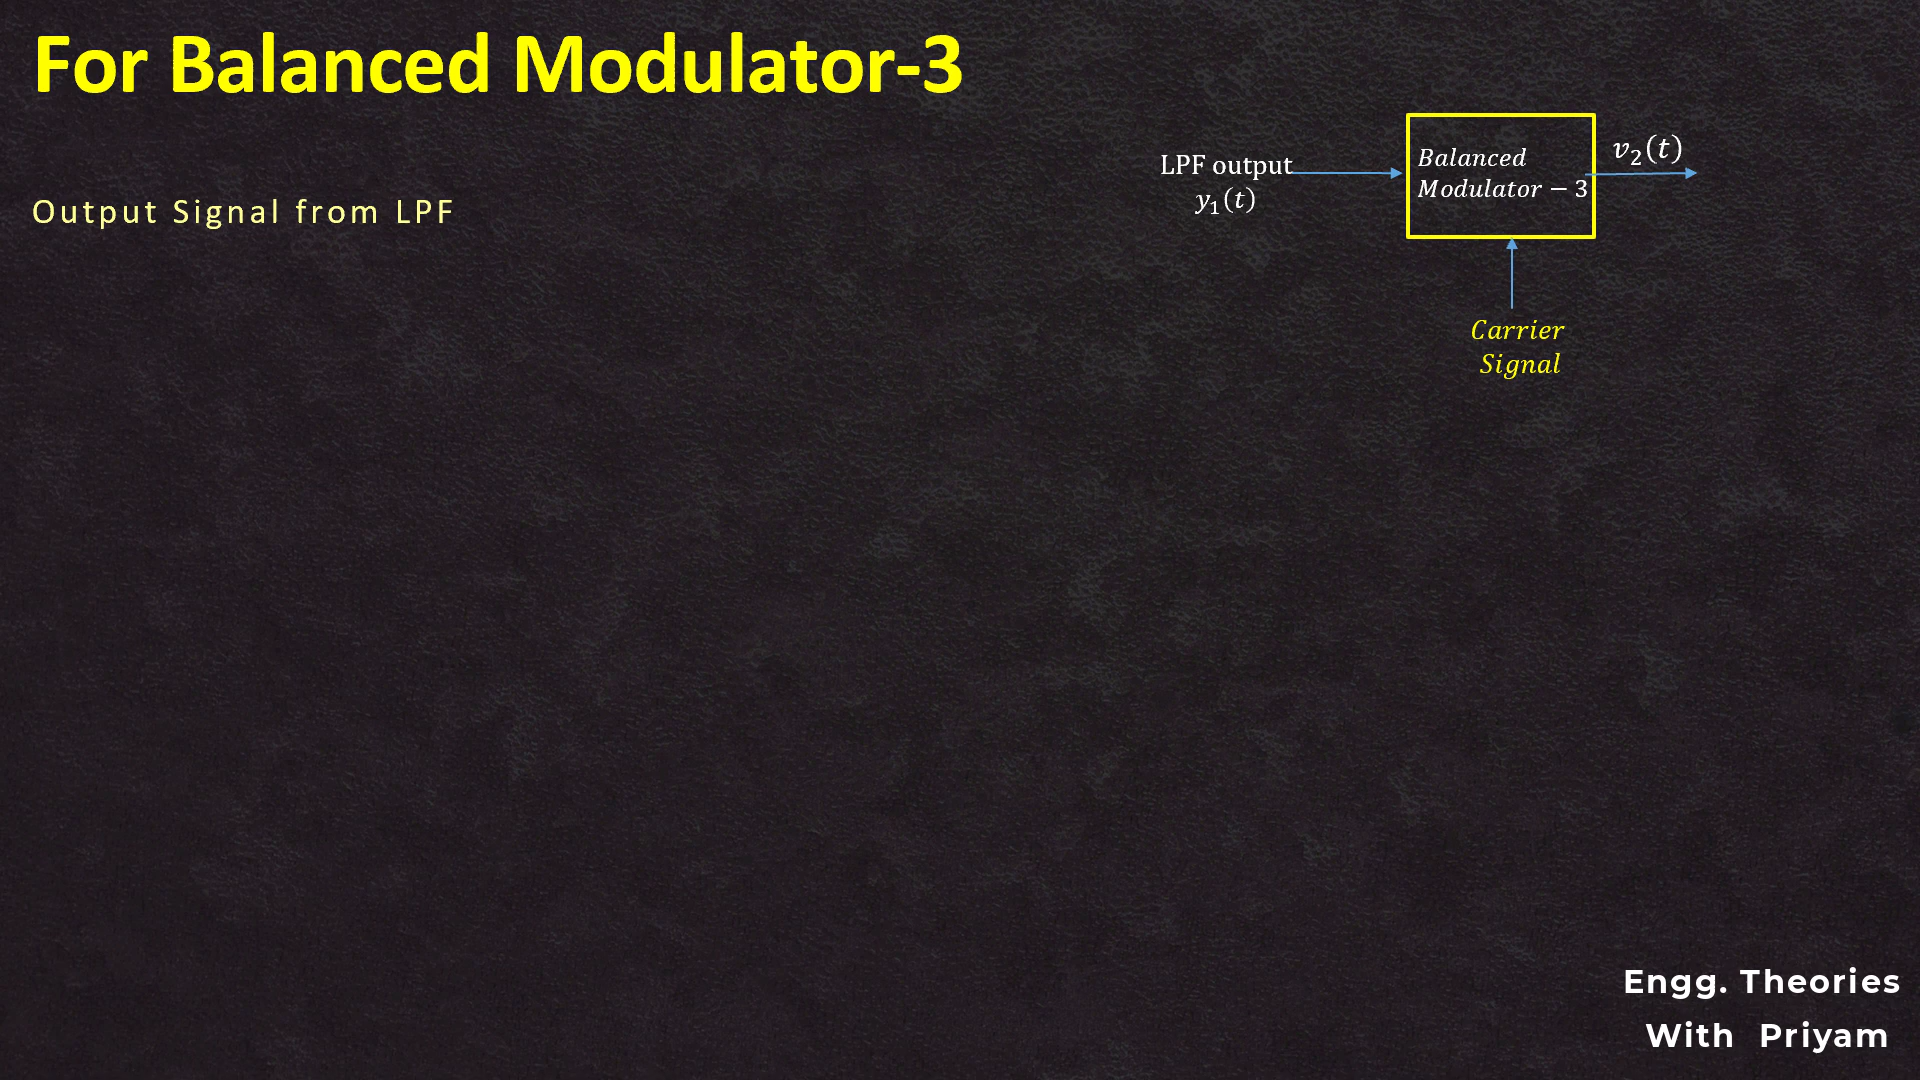 For Balanced Modulator-3
Output Signal from LPF
LPF output
y₁(t)
Balanced
Modulator − 3
v₂(t)
Carrier
Signal
Engg. Theories
With Priyam